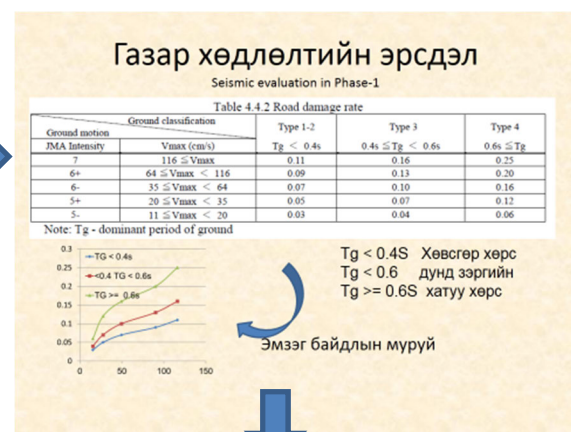 Газар хөдлөлтийн эрсдэл
Seismic evaluation in Phase-1
Table 4.4.2 Road damage rate
Ground classification
Ground motion
Type 1-2
Type 3
Type 4
JMA Intensity
Vmax (cm/s)
Tg < 0.4s
0.4s ≦Tg < 0.6s
0.6s ≦Tg
7
116 ≦Vmax
0.11
0.16
0.25
6+
64 ≦Vmax < 116
0.09
0.13
0.20
6-
35 ≦Vmax < 64
0.07
0.10
0.16
5+
20 ≦Vmax < 35
0.05
0.07
0.12
5-
11 ≦Vmax < 20
0.03
0.04
0.06
Note: Tg - dominant period of ground
0.3
0.25
0.2
0.15
0.1
0.05
0
0
50
100
150
TG < 0.4s
<0.4 TG < 0.6s
TG >= 0.6s
Tg < 0.4S Хөвсгөр хөрс
Tg < 0.6 дунд зэргийн
Tg >= 0.6S хатуу хөрс
Эмзэг байдлын муруй